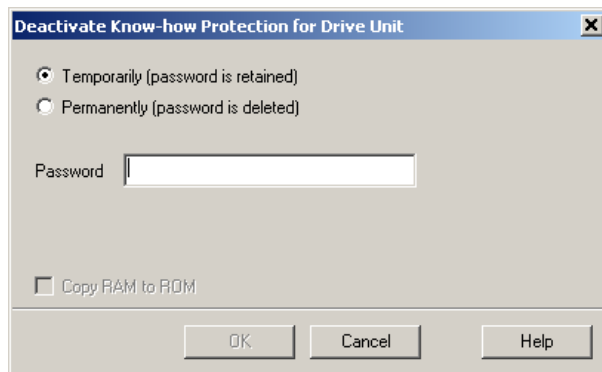 Deactivate Know-how Protection for Drive Unit
Temporarily (password is retained)
Permanently (password is deleted)
Password
Copy RAM to ROM
OK Cancel Help